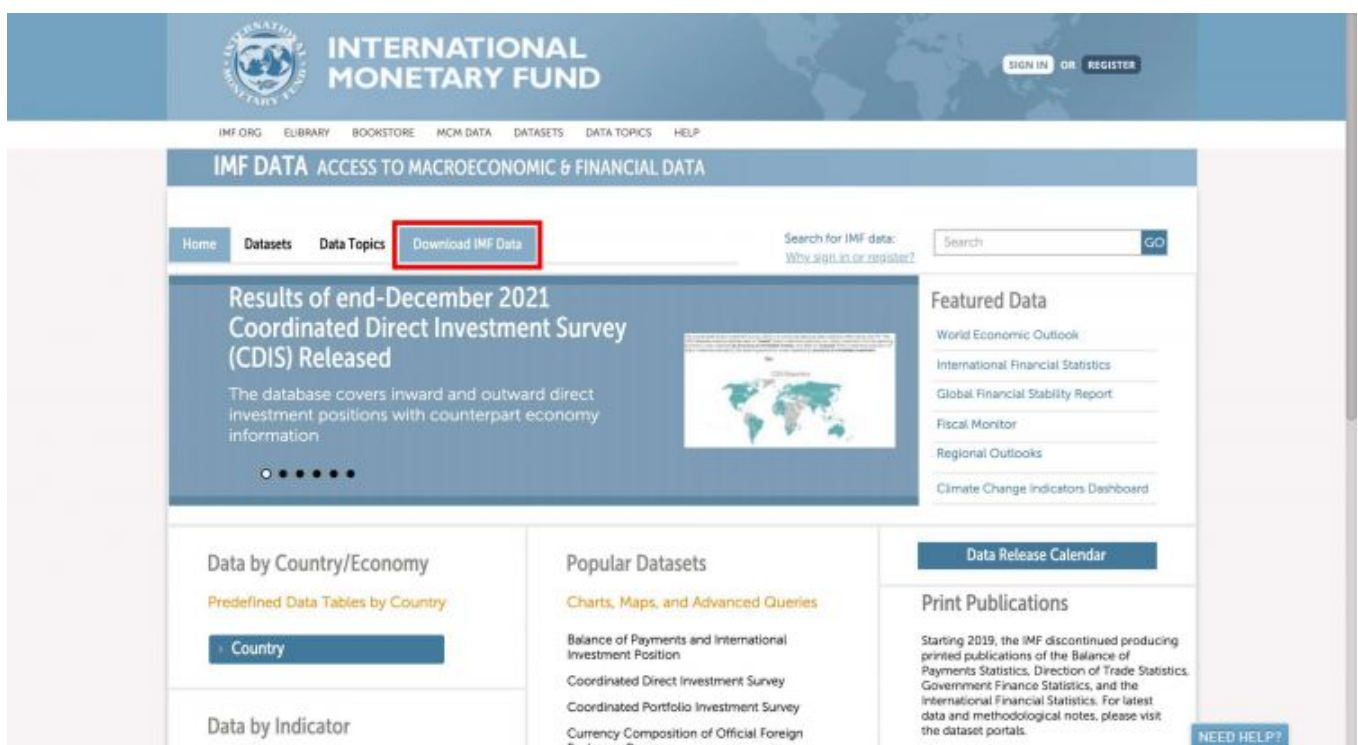 INTERNATIONAL
MONETARY FUND
SIGN IN OR REGISTER
IMF.ORG ELIBRARY BOOKSTORE MCM DATA DATASETS DATA TOPICS HELP
IMF DATA ACCESS TO MACROECONOMIC & FINANCIAL DATA
Home Datasets Data Topics Download IMF Data
Search for IMF data:
Why sign in or register?
Search GO
Results of end-December 2021
Coordinated Direct Investment Survey
(CDIS) Released
The database covers inward and outward direct
investment positions with counterpart economy
information
Featured Data
World Economic Outlook
International Financial Statistics
Global Financial Stability Report
Fiscal Monitor
Regional Outlooks
Climate Change Indicators Dashboard
Data by Country/Economy
Predefined Data Tables by Country
Country
Data by Indicator
Popular Datasets
Charts, Maps, and Advanced Queries
Balance of Payments and International
Investment Position
Coordinated Direct Investment Survey
Coordinated Portfolio Investment Survey
Currency Composition of Official Foreign
Data Release Calendar
Print Publications
Starting 2019, the IMF discontinued producing
printed publications of the Balance of
Payments Statistics, Direction of Trade Statistics,
Government Finance Statistics, and the
International Financial Statistics. For latest
data and methodological notes, please visit
the dataset portals.
NEED HELP?